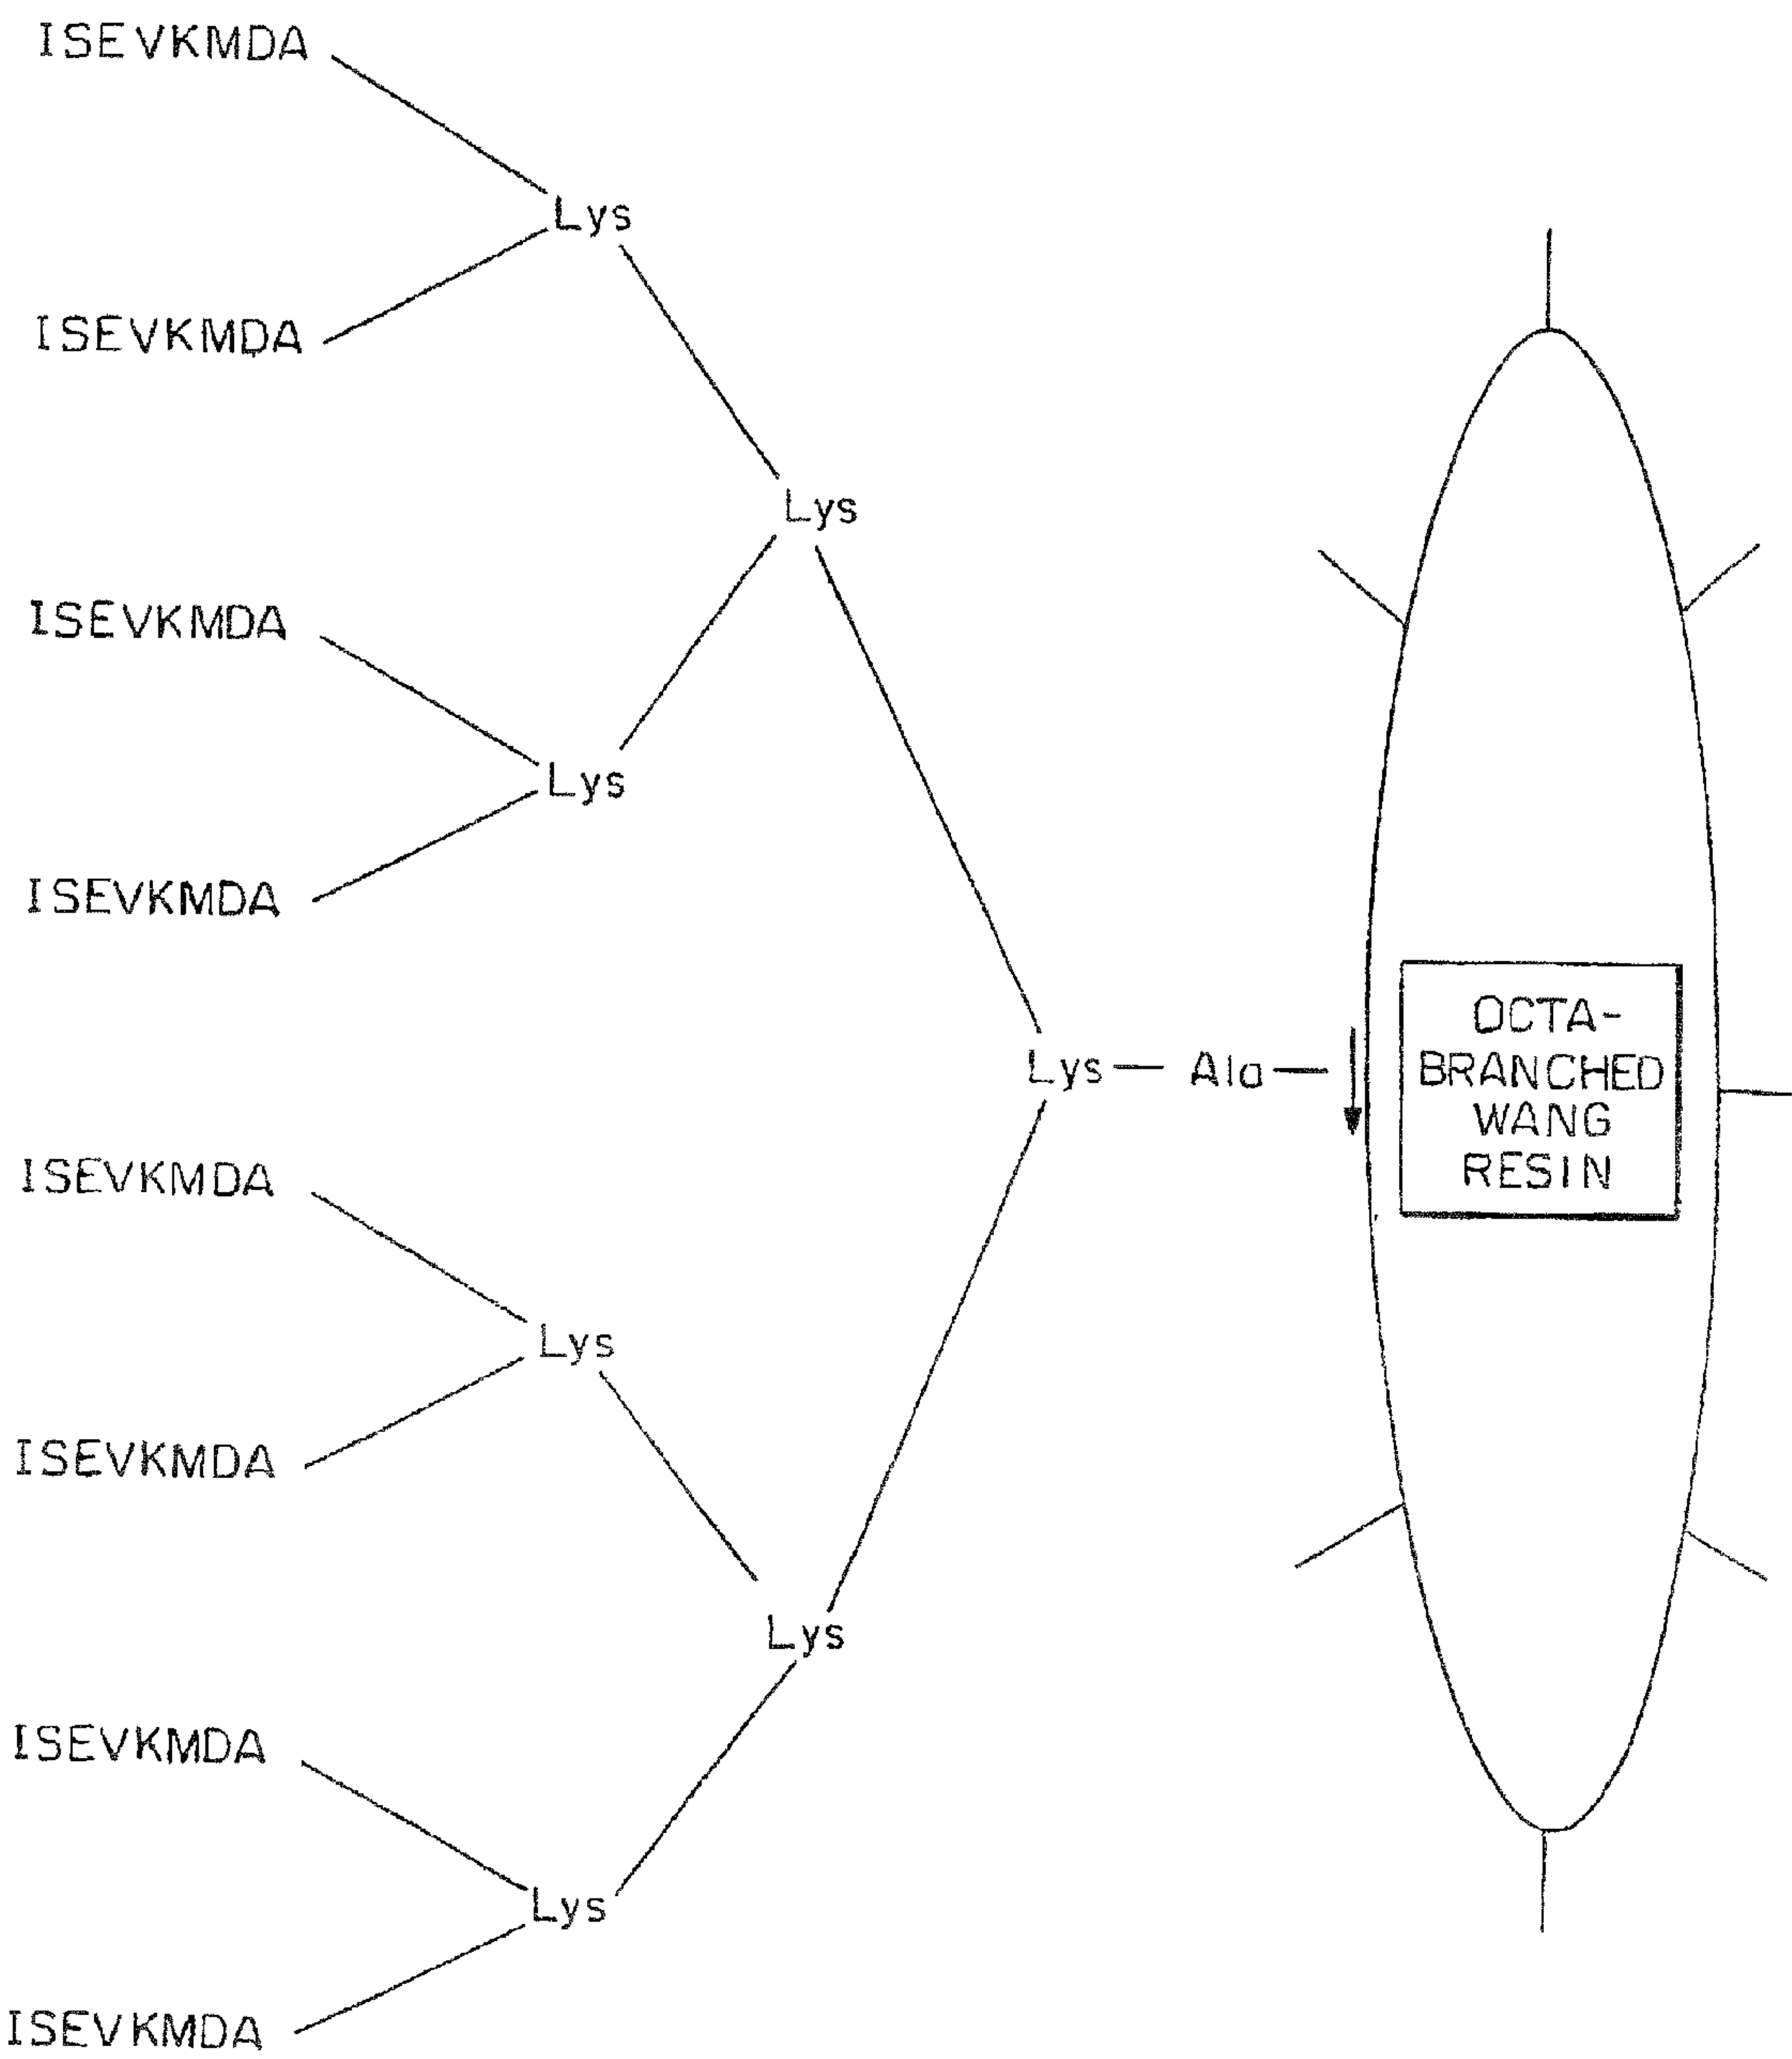 ISEVKMDA
Lys
ISEVKMDA
Lys
ISEVKMDA
Lys
ISEVKMDA
Lys — Ala —
OCTA-
BRANCHED
WANG
RESIN
ISEVKMDA
Lys
ISEVKMDA
Lys
ISEVKMDA
Lys
ISEVKMDA